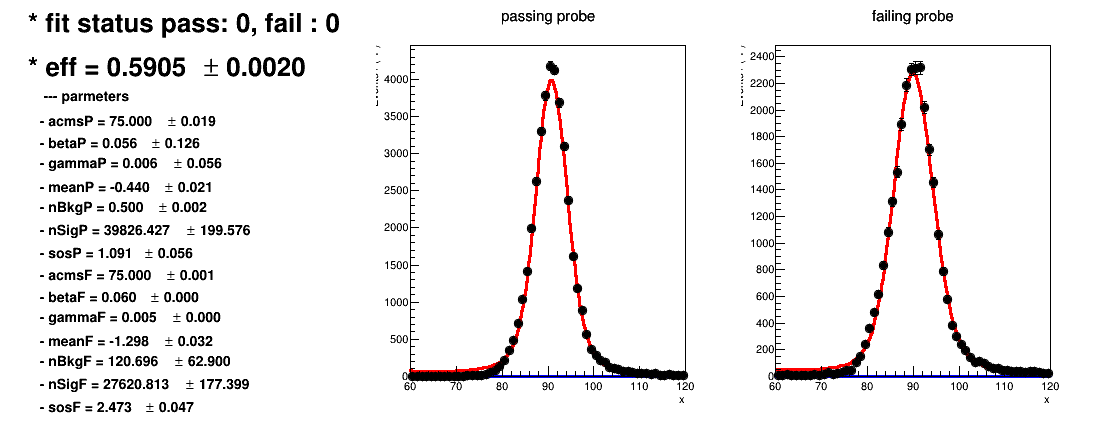 * fit status pass: 0, fail : 0
* eff = 0.5905 ± 0.0020
--- parmeters
- acmsP = 75.000 ± 0.019
- betaP = 0.056 ± 0.126
- gammaP = 0.006 ± 0.056
- meanP = -0.440 ± 0.021
- nBkgP = 0.500 ± 0.002
- nSigP = 39826.427 ± 199.576
- sosP = 1.091 ± 0.056
- acmsF = 75.000 ± 0.001
- betaF = 0.060 ± 0.000
- gammaF = 0.005 ± 0.000
- meanF = -1.298 ± 0.032
- nBkgF = 120.696 ± 62.900
- nSigF = 27620.813 ± 177.399
- sosF = 2.473 ± 0.047
passing probe
4000
3500
3000
2500
2000
1500
1000
500
0
60 70 80 90 100 110 120
x
failing probe
2400
2200
2000
1800
1600
1400
1200
1000
800
600
400
200
0
60 70 80 90 100 110 120
x